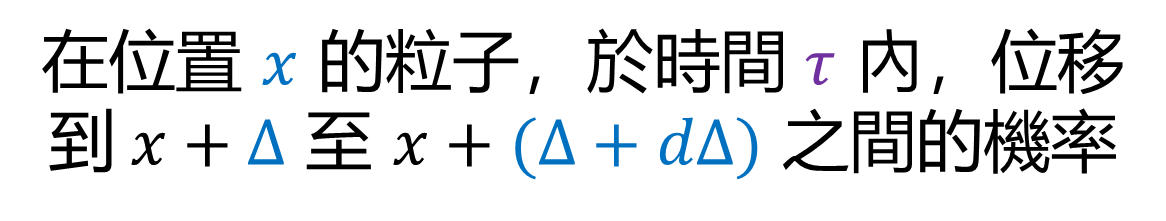 在位置 𝑥 的粒子，於時間 𝜏 內，位移
到 𝑥 + Δ 至 𝑥 + (Δ + 𝑑Δ) 之間的機率